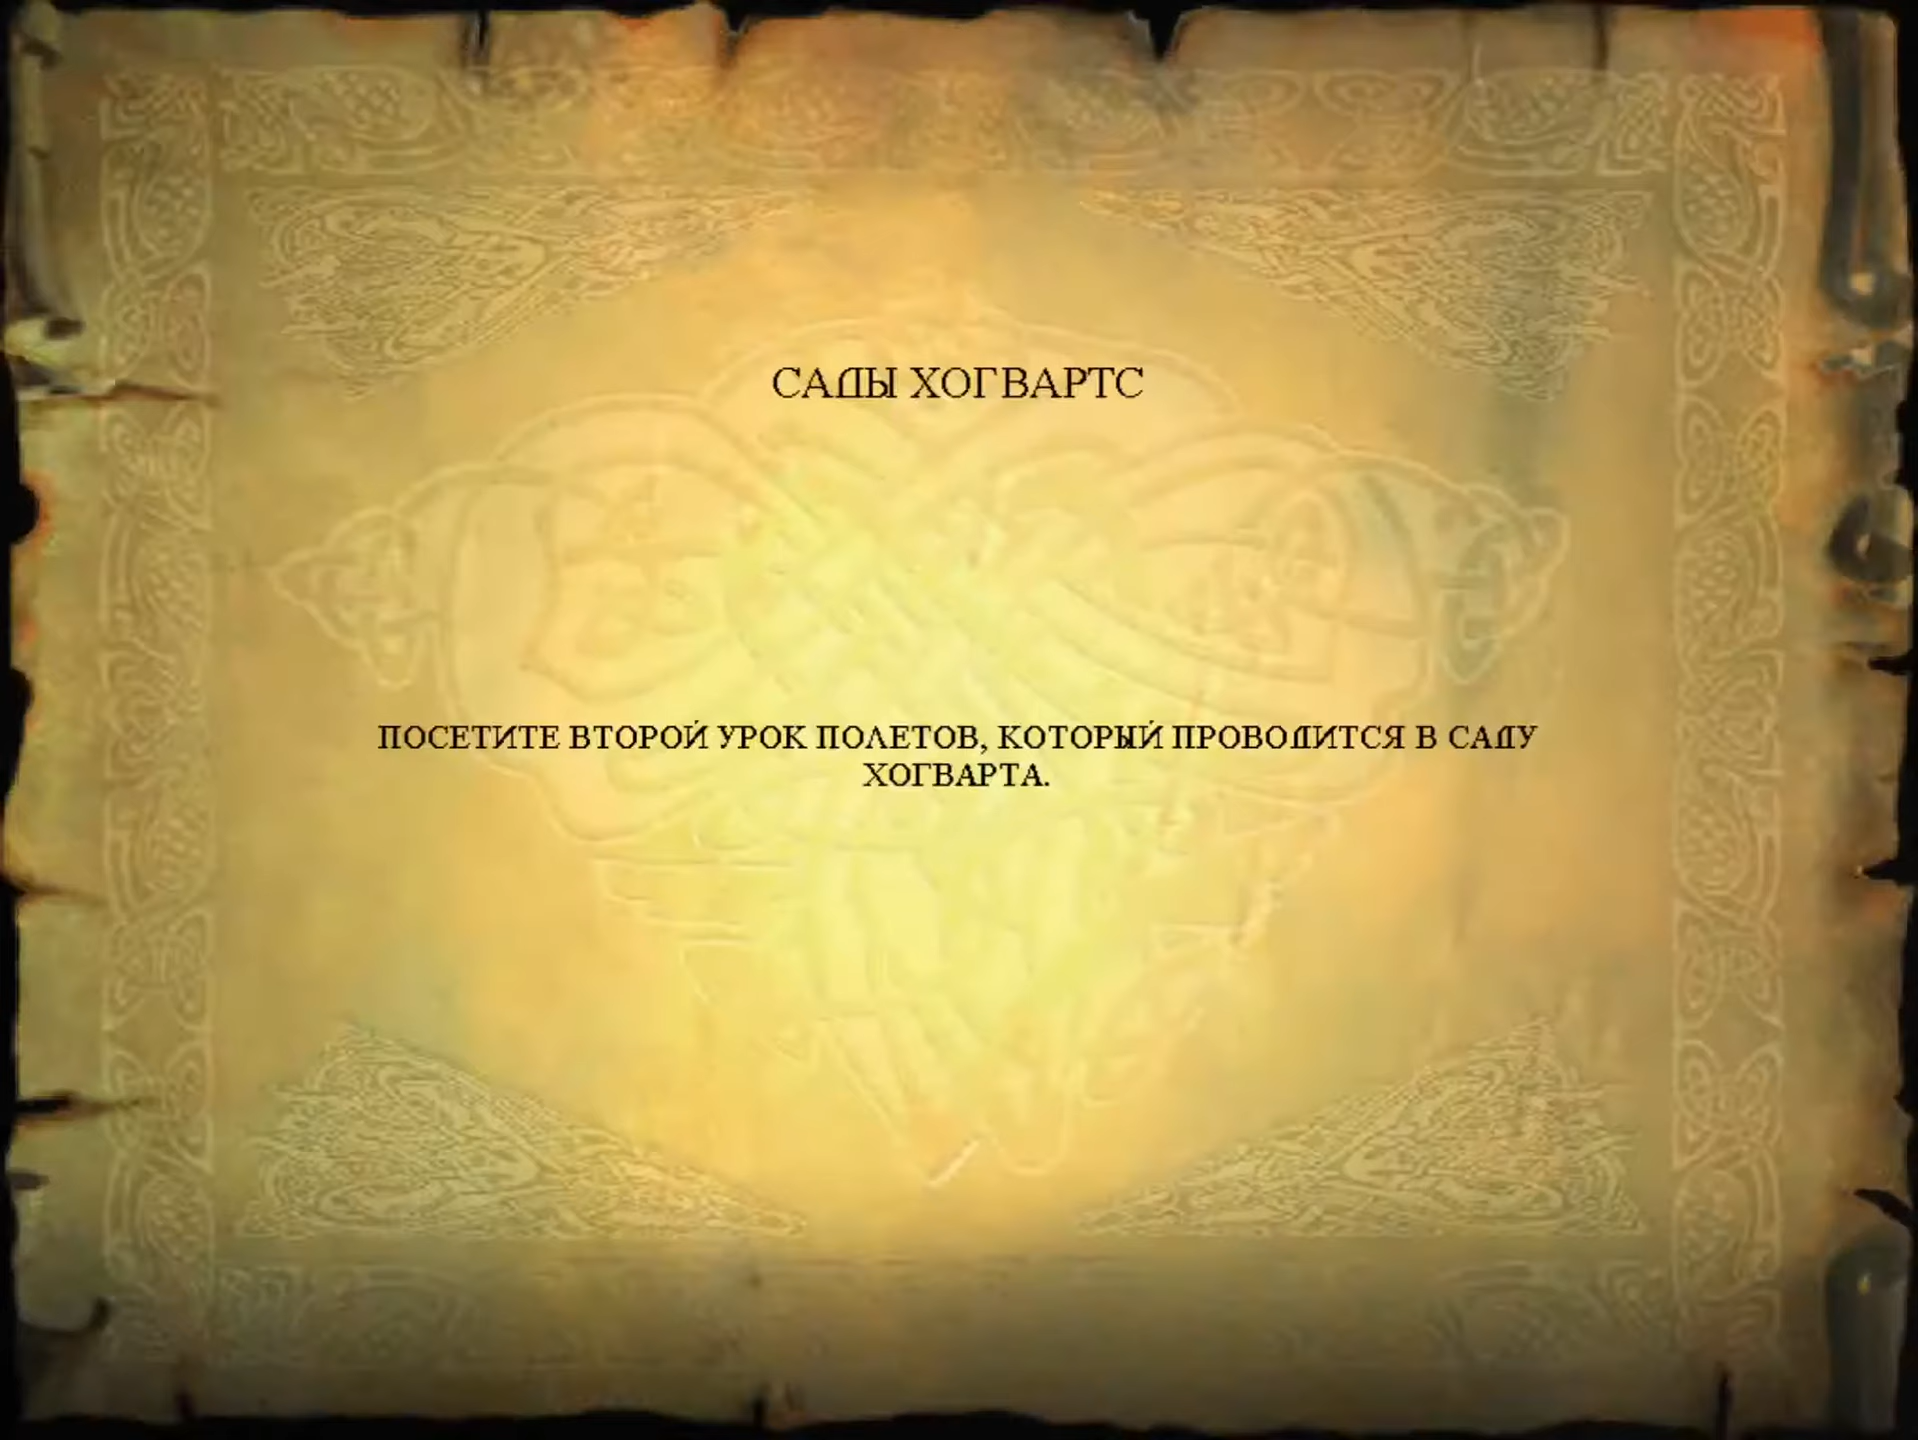 САДЫ ХОГВАРТС
ПОСЕТИТЕ ВТОРОЙ УРОК ПОЛЕТОВ, КОТОРЫЙ ПРОВОДИТСЯ В САДУ
ХОГВАРТА.